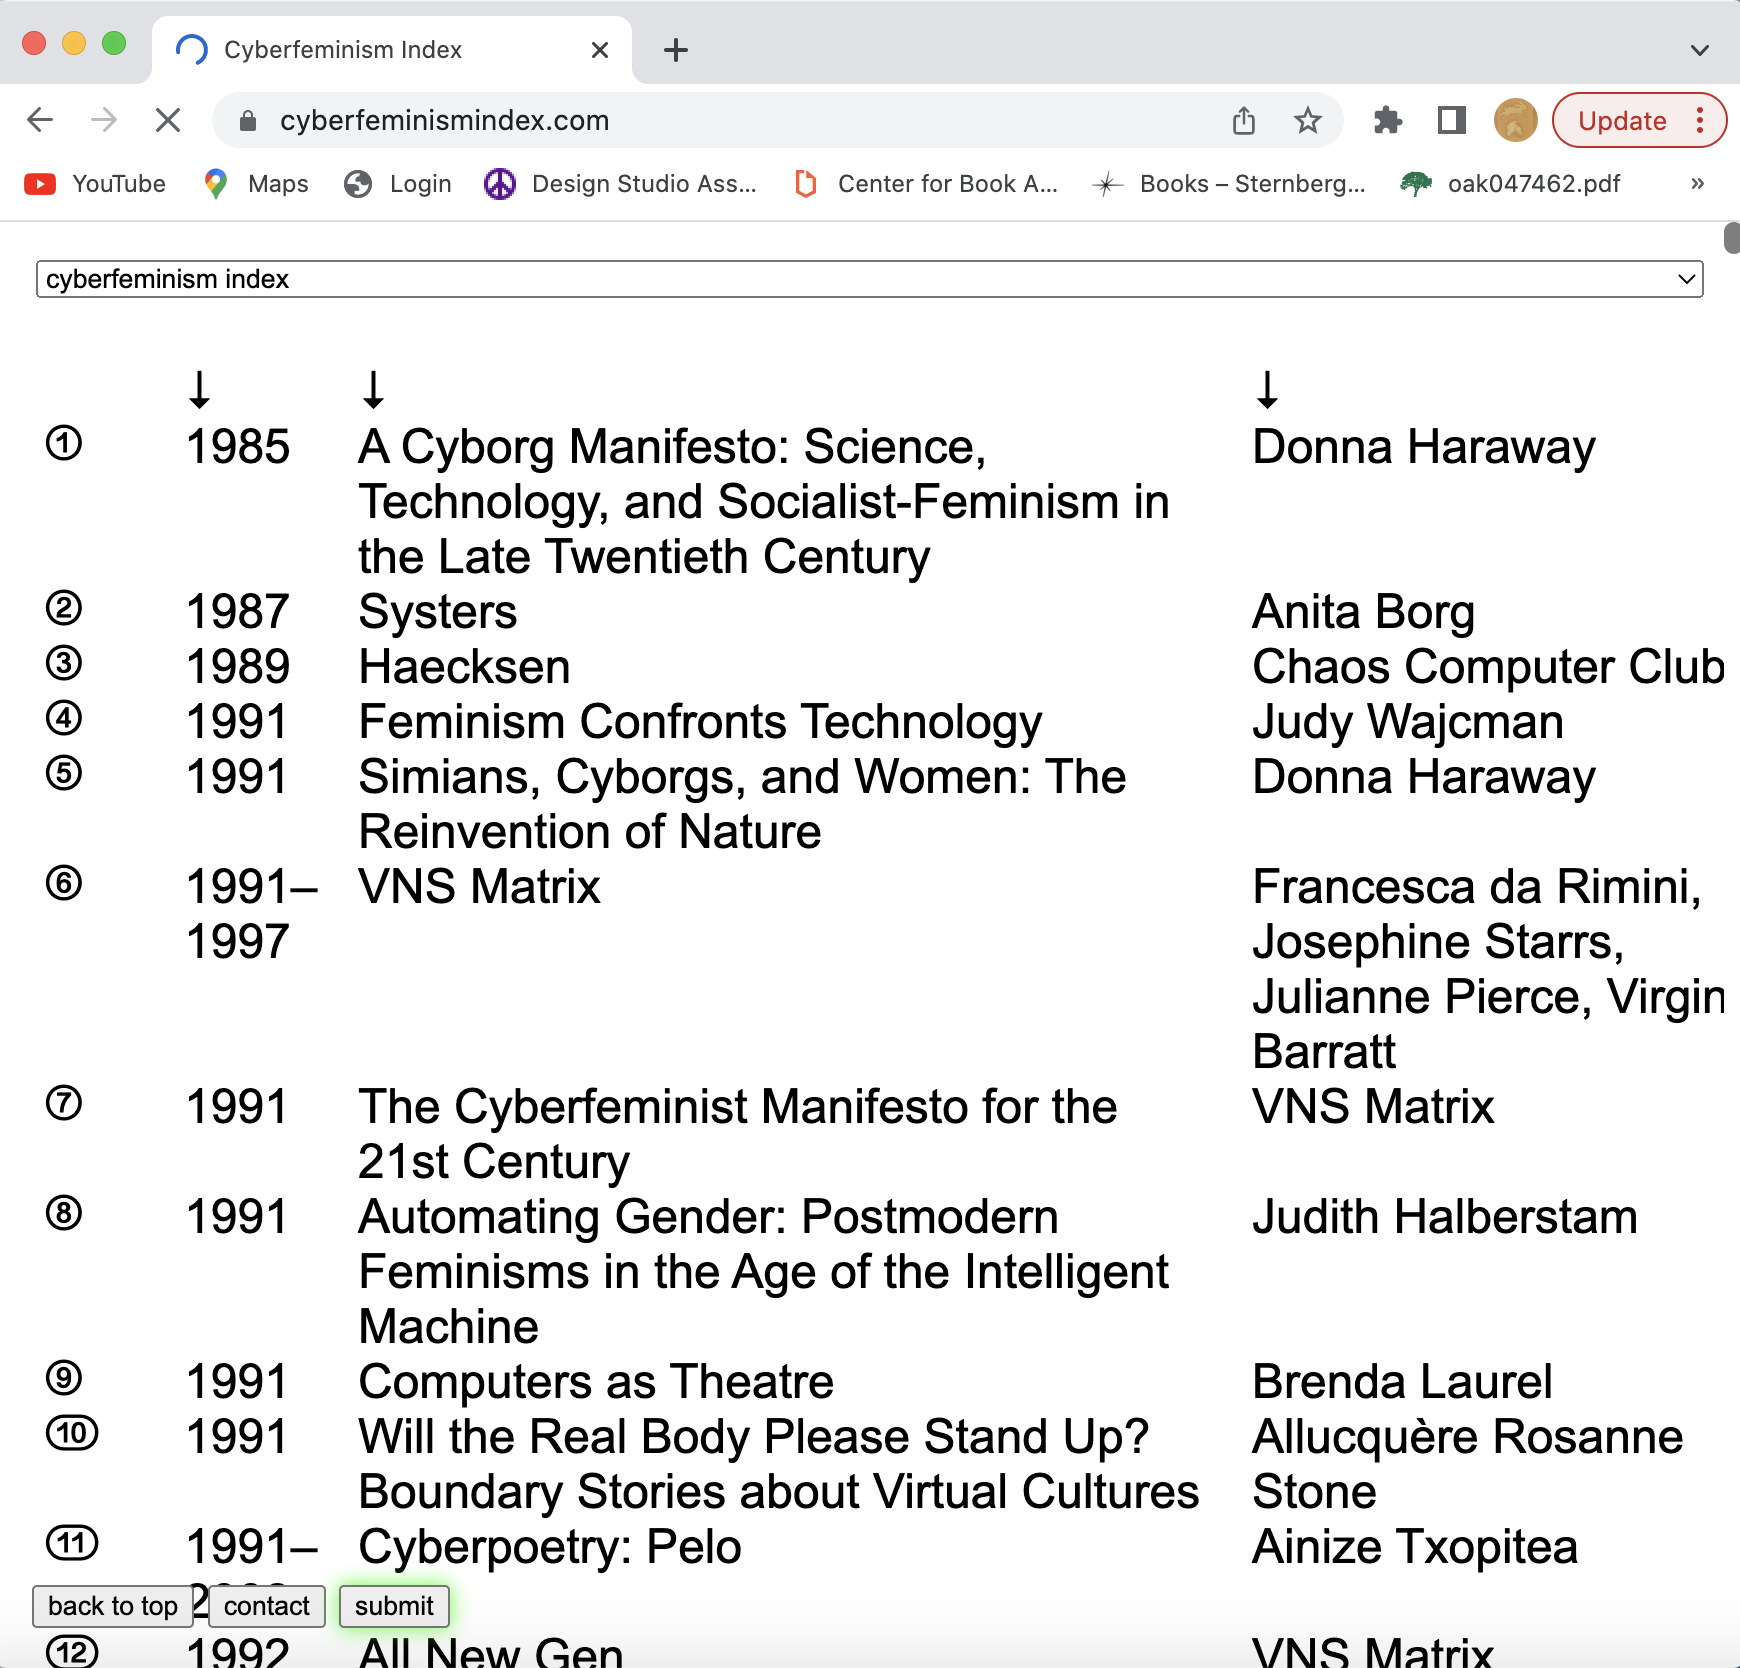 Cyberfeminism Index
cyberfeminismindex.com
Update
YouTube Maps Login Design Studio Ass... Center for Book A... Books – Sternberg... oak047462.pdf »
cyberfeminism index
↓ ↓ ↓
① 1985 A Cyborg Manifesto: Science, Donna Haraway
Technology, and Socialist-Feminism in
the Late Twentieth Century
② 1987 Systers Anita Borg
③ 1989 Haecksen Chaos Computer Club
④ 1991 Feminism Confronts Technology Judy Wajcman
⑤ 1991 Simians, Cyborgs, and Women: The Donna Haraway
Reinvention of Nature
⑥ 1991– VNS Matrix Francesca da Rimini,
1997 Josephine Starrs,
Julianne Pierce, Virgin
Barratt
⑦ 1991 The Cyberfeminist Manifesto for the VNS Matrix
21st Century
⑧ 1991 Automating Gender: Postmodern Judith Halberstam
Feminisms in the Age of the Intelligent
Machine
⑨ 1991 Computers as Theatre Brenda Laurel
⑩ 1991 Will the Real Body Please Stand Up? Allucquère Rosanne
Boundary Stories about Virtual Cultures Stone
⑪ 1991– Cyberpoetry: Pelo Ainize Txopitea
back to top contact submit
⑫ 1992 All New Gen VNS Matrix